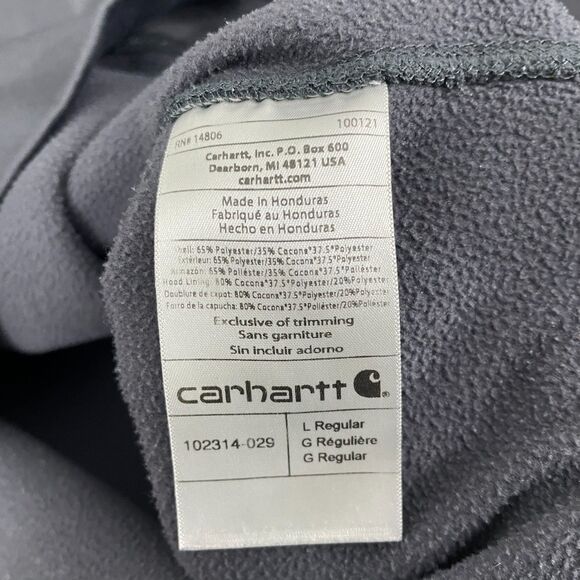 RN# 14806 100121
Carhartt, Inc. P.O. Box 600
Dearborn, MI 48121 USA
carhartt.com
Made in Honduras
Fabriqué au Honduras
Hecho en Honduras
Shell: 65% Polyester/35% Cocona*37.5*Polyester
Extérieur: 65% Polyester/35% Cocona*37.5*Polyester
Armazón: 65% Poliéster/35% Cocona*37.5*Poliéster
Hood Lining: 80% Cocona*37.5*Polyester/20%Polyester
Doublure de capot: 80% Cocona*37.5*Polyester/20%Polyester
Forro de la capucha: 80% Cocona*37.5*Poliéster/20%Poliéster
Exclusive of trimming
Sans garniture
Sin incluir adorno
carhartt
102314-029
L Regular
G Régulière
G Regular